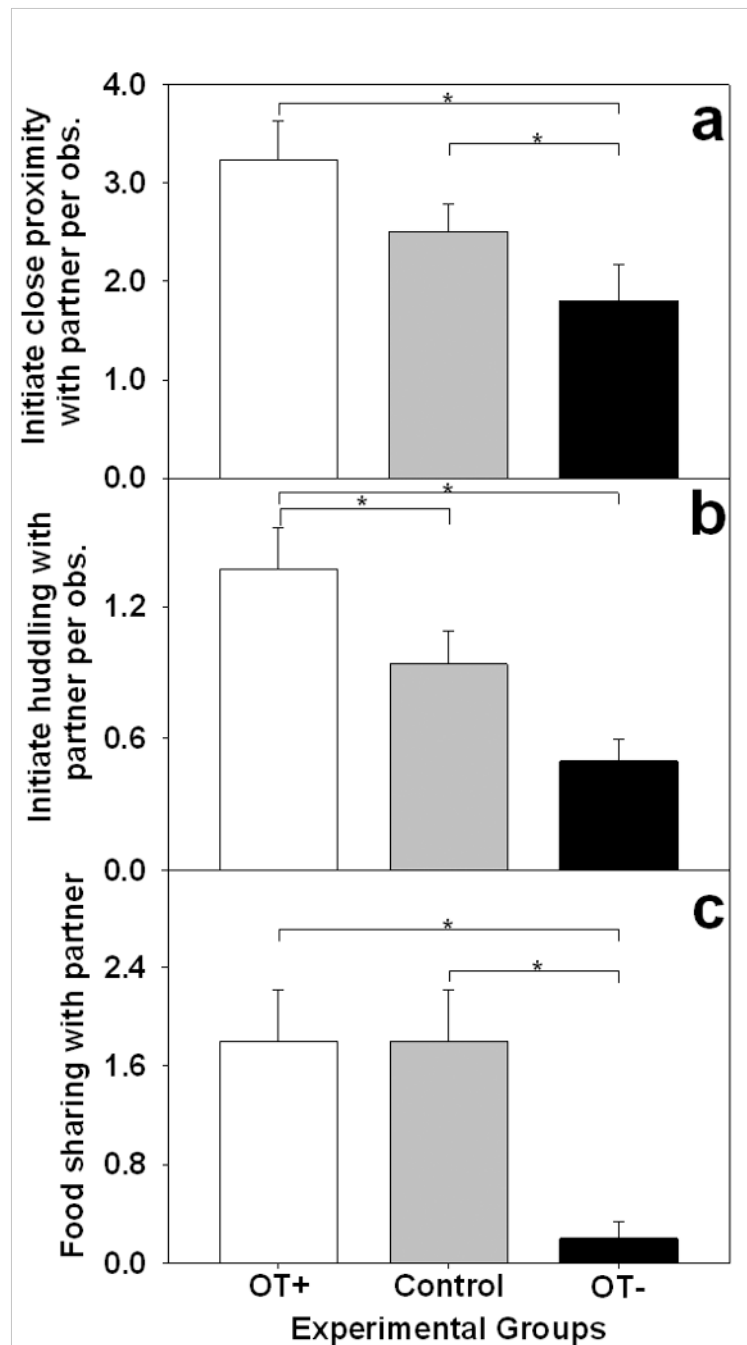 a
Initiate close proximity
with partner per obs.
4.0
3.0
2.0
1.0
0.0
*
*
b
Initiate huddling with
partner per obs.
1.2
0.6
0.0
*
*
c
Food sharing with partner
2.4
1.6
0.8
0.0
*
*
OT+ Control OT-
Experimental Groups